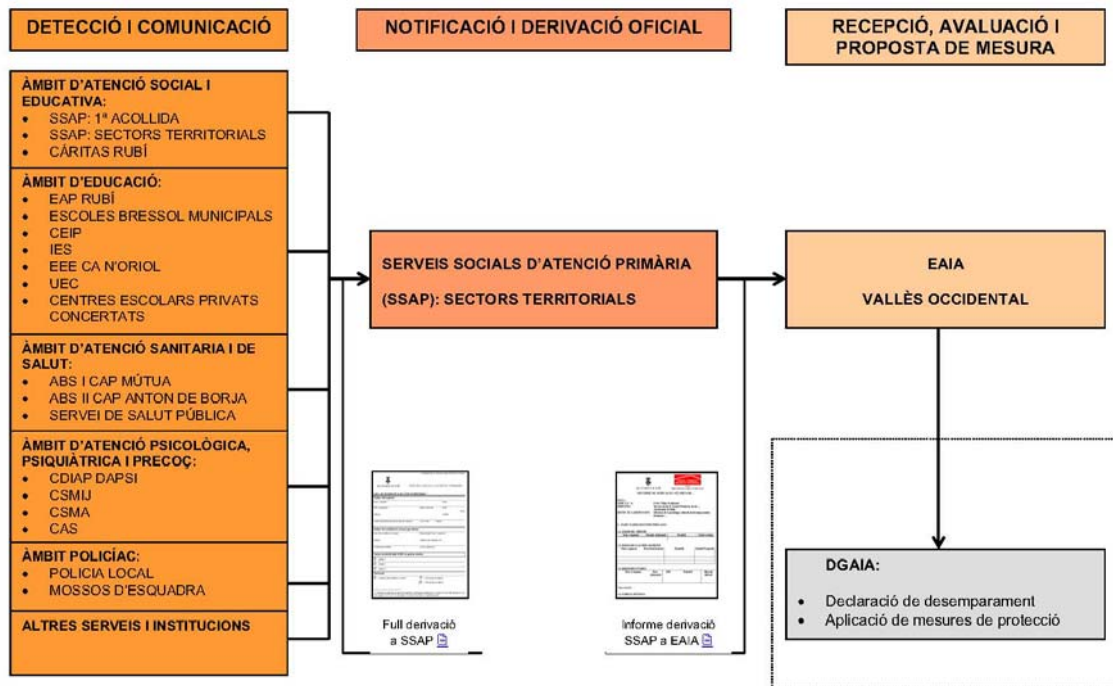 DETECCIÓ I COMUNICACIÓ
NOTIFICACIÓ I DERIVACIÓ OFICIAL
RECEPCIÓ, AVALUACIÓ I
PROPOSTA DE MESURA
ÀMBIT D'ATENCIÓ SOCIAL I
EDUCATIVA:
• SSAP: 1ª ACOLLIDA
• SSAP: SECTORS TERRITORIALS
• CÁRITAS RUBÍ
ÀMBIT D'EDUCACIÓ:
• EAP RUBÍ
• ESCOLES BRESSOL MUNICIPALS
• CEIP
• IES
• EEE CA N'ORIOL
• UEC
• CENTRES ESCOLARS PRIVATS
CONCERTATS
ÀMBIT D'ATENCIÓ SANITARIA I DE
SALUT:
• ABS I CAP MÚTUA
• ABS II CAP ANTON DE BORJA
• SERVEI DE SALUT PÚBLICA
ÀMBIT D'ATENCIÓ PSICOLÒGICA,
PSIQUIÀTRICA I PRECOÇ:
• CDIAP DAPSI
• CSMIJ
• CSMA
• CAS
ÀMBIT POLICÍAC:
• POLICIA LOCAL
• MOSSOS D'ESQUADRA
ALTRES SERVEIS I INSTITUCIONS
SERVEIS SOCIALS D'ATENCIÓ PRIMÀRIA
(SSAP): SECTORS TERRITORIALS
Full derivació
a SSAP
Informe derivació
SSAP a EAIA
EAIA
VALLÈS OCCIDENTAL
DGAIA:
• Declaració de desemparament
• Aplicació de mesures de protecció